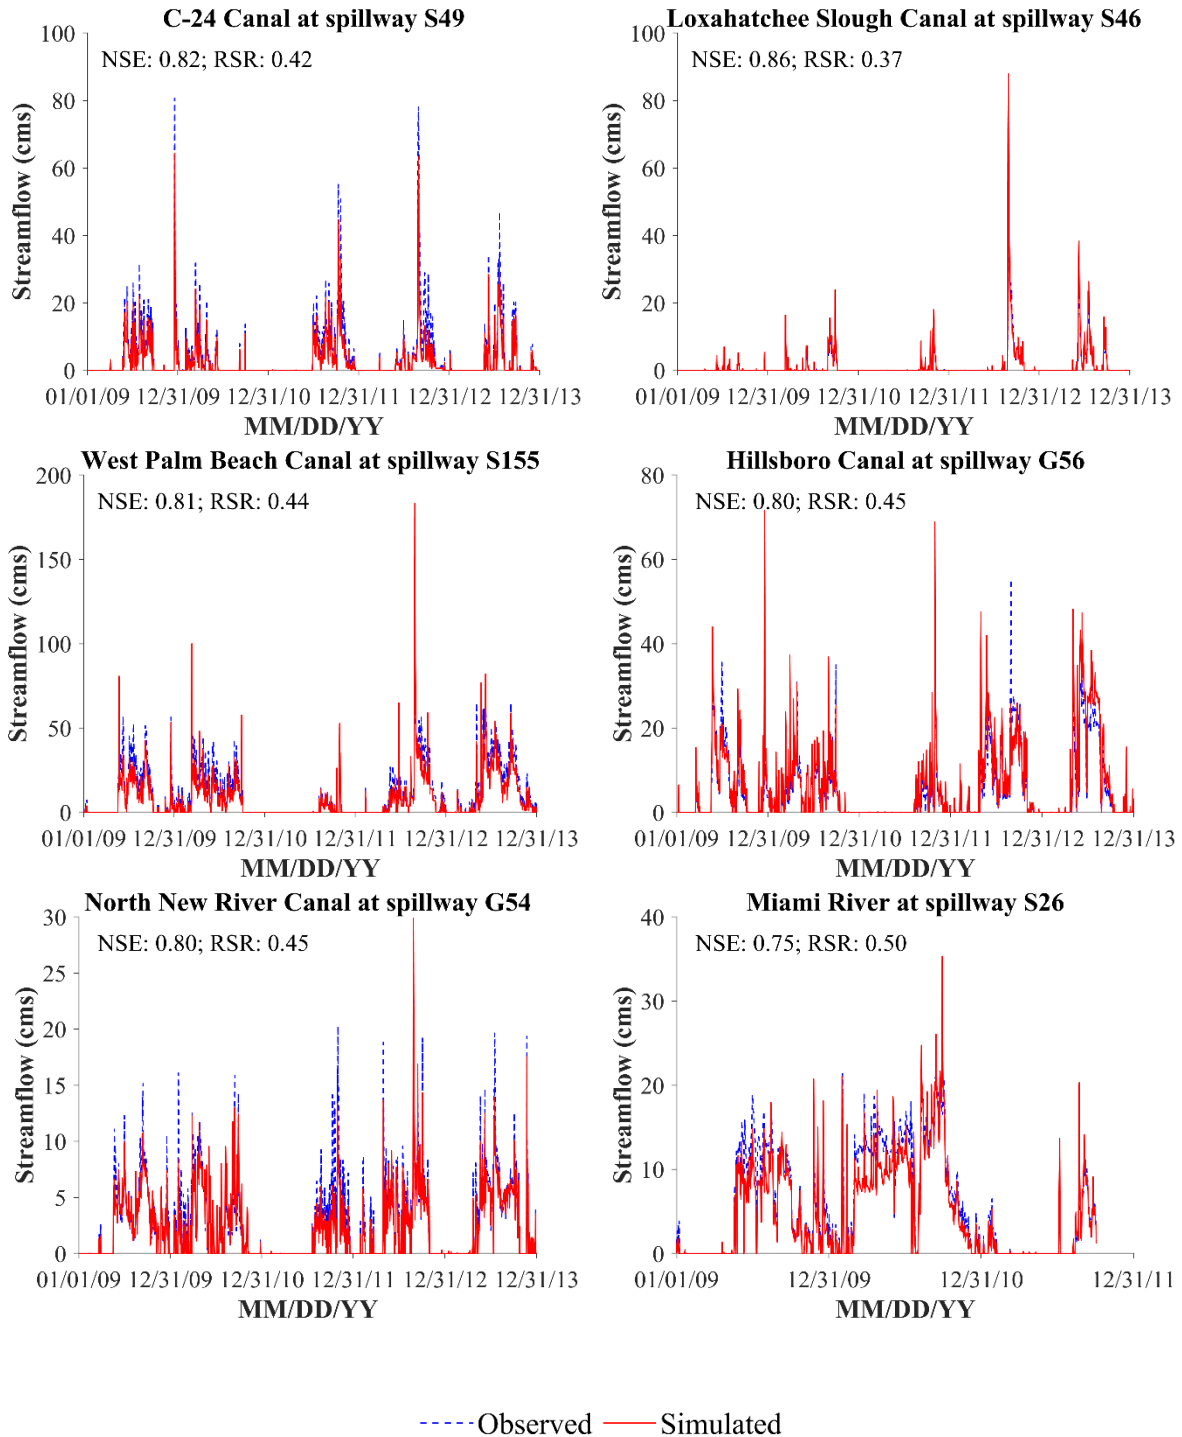 C-24 Canal at spillway S49
NSE: 0.82; RSR: 0.42
100
80
60
40
20
0
Streamflow (cms)
01/01/09 12/31/09 12/31/10 12/31/11 12/31/12 12/31/13
MM/DD/YY
Loxahatchee Slough Canal at spillway S46
NSE: 0.86; RSR: 0.37
100
80
60
40
20
0
Streamflow (cms)
01/01/09 12/31/09 12/31/10 12/31/11 12/31/12 12/31/13
MM/DD/YY
West Palm Beach Canal at spillway S155
NSE: 0.81; RSR: 0.44
200
150
100
50
0
Streamflow (cms)
01/01/09 12/31/09 12/31/10 12/31/11 12/31/12 12/31/13
MM/DD/YY
Hillsboro Canal at spillway G56
NSE: 0.80; RSR: 0.45
80
60
40
20
0
Streamflow (cms)
01/01/09 12/31/09 12/31/10 12/31/11 12/31/12 12/31/13
MM/DD/YY
North New River Canal at spillway G54
NSE: 0.80; RSR: 0.45
30
25
20
15
10
5
0
Streamflow (cms)
01/01/09 12/31/09 12/31/10 12/31/11 12/31/12 12/31/13
MM/DD/YY
Miami River at spillway S26
NSE: 0.75; RSR: 0.50
40
30
20
10
0
Streamflow (cms)
01/01/09 12/31/09 12/31/10 12/31/11
MM/DD/YY
Observed Simulated